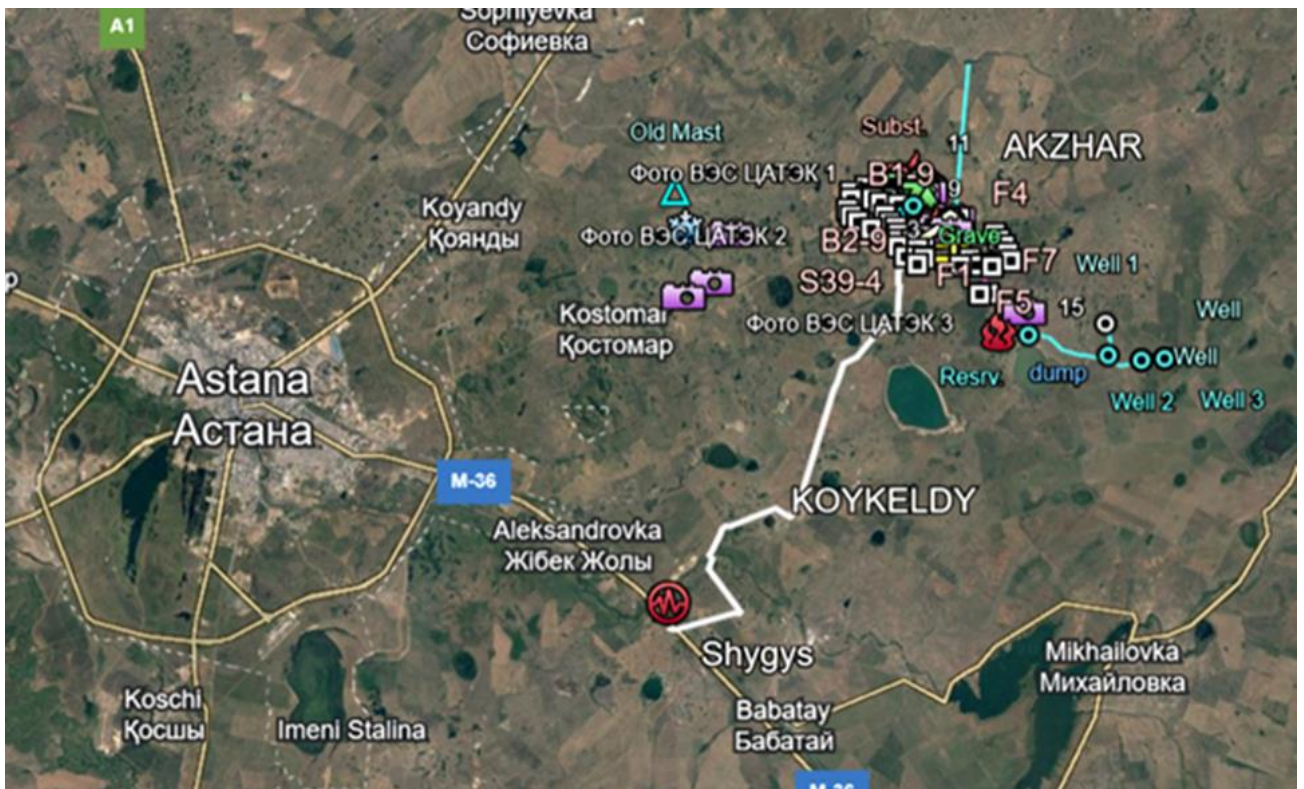 A1
Sophiyevka
Софиевка
Old Mast
Subst.
11
AKZHAR
Фото ВЭС ЦАТЭК 1
B1-9
9
F4
Koyandy
Қоянды
Фото ВЭС ЦАТЭК 2
B2-9
3
Grave
F1
F7
Well 1
S39-4
F5
15
Well
Kostomar
Қостомар
Фото ВЭС ЦАТЭК 3
Well
Resrv.
dump
Well 2
Well 3
Astana
Астана
M-36
KOYKELDY
Aleksandrovka
Жібек Жолы
Shygys
Mikhailovka
Михайловка
Koschi
Қосшы
Imeni Stalina
Babatay
Бабатай
M-36